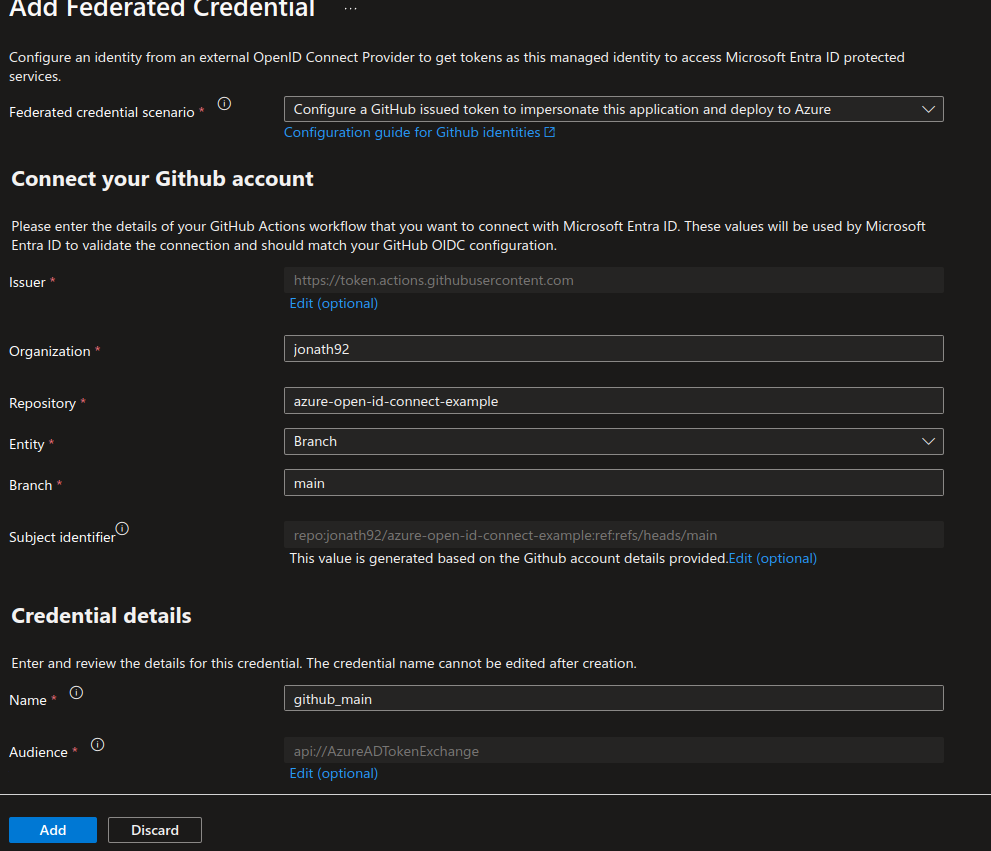 Add Federated Credential ...
Configure an identity from an external OpenID Connect Provider to get tokens as this managed identity to access Microsoft Entra ID protected
services.
Federated credential scenario *
Configure a GitHub issued token to impersonate this application and deploy to Azure
Configuration guide for Github identities
Connect your Github account
Please enter the details of your GitHub Actions workflow that you want to connect with Microsoft Entra ID. These values will be used by Microsoft
Entra ID to validate the connection and should match your GitHub OIDC configuration.
Issuer *
https://token.actions.githubusercontent.com
Edit (optional)
Organization *
jonath92
Repository *
azure-open-id-connect-example
Entity *
Branch
Branch *
main
Subject identifier
repo:jonath92/azure-open-id-connect-example:ref:refs/heads/main
This value is generated based on the Github account details provided.Edit (optional)
Credential details
Enter and review the details for this credential. The credential name cannot be edited after creation.
Name *
github_main
Audience *
api://AzureADTokenExchange
Edit (optional)
Add
Discard